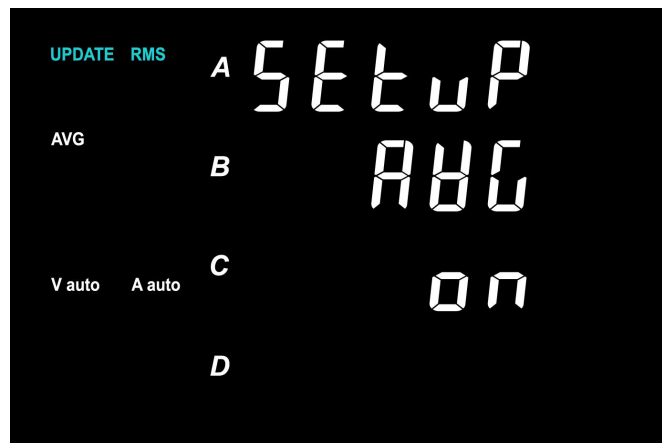 UPDATE RMS
A SEtuP
AVG
B AVG
C on
V auto A auto
D